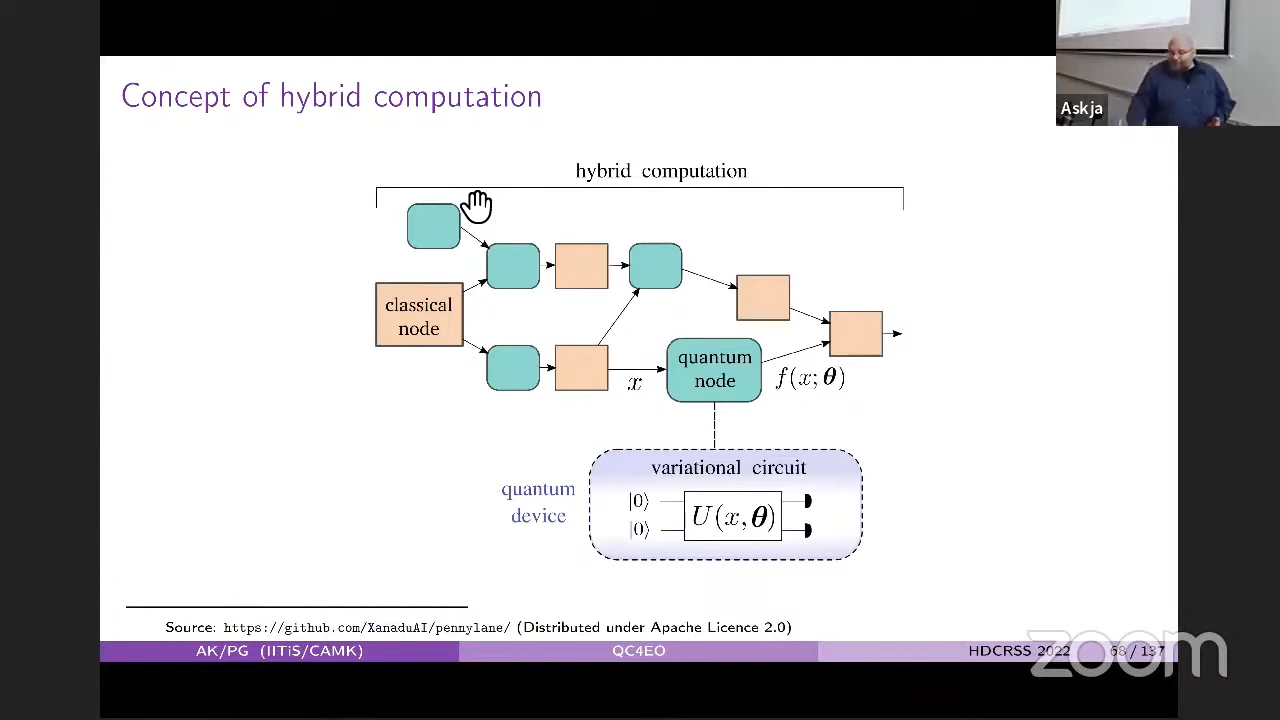 Concept of hybrid computation
Askja
hybrid computation
classical
node
x
quantum
node
f(x; θ)
variational circuit
quantum
device
|0⟩
|0⟩
U(x, θ)
Source: https://github.com/XanaduAI/pennylane/ (Distributed under Apache Licence 2.0)
AK/PG (IITiS/CAMK) QC4EO HDCRSS 2022 68 / 137
zoom